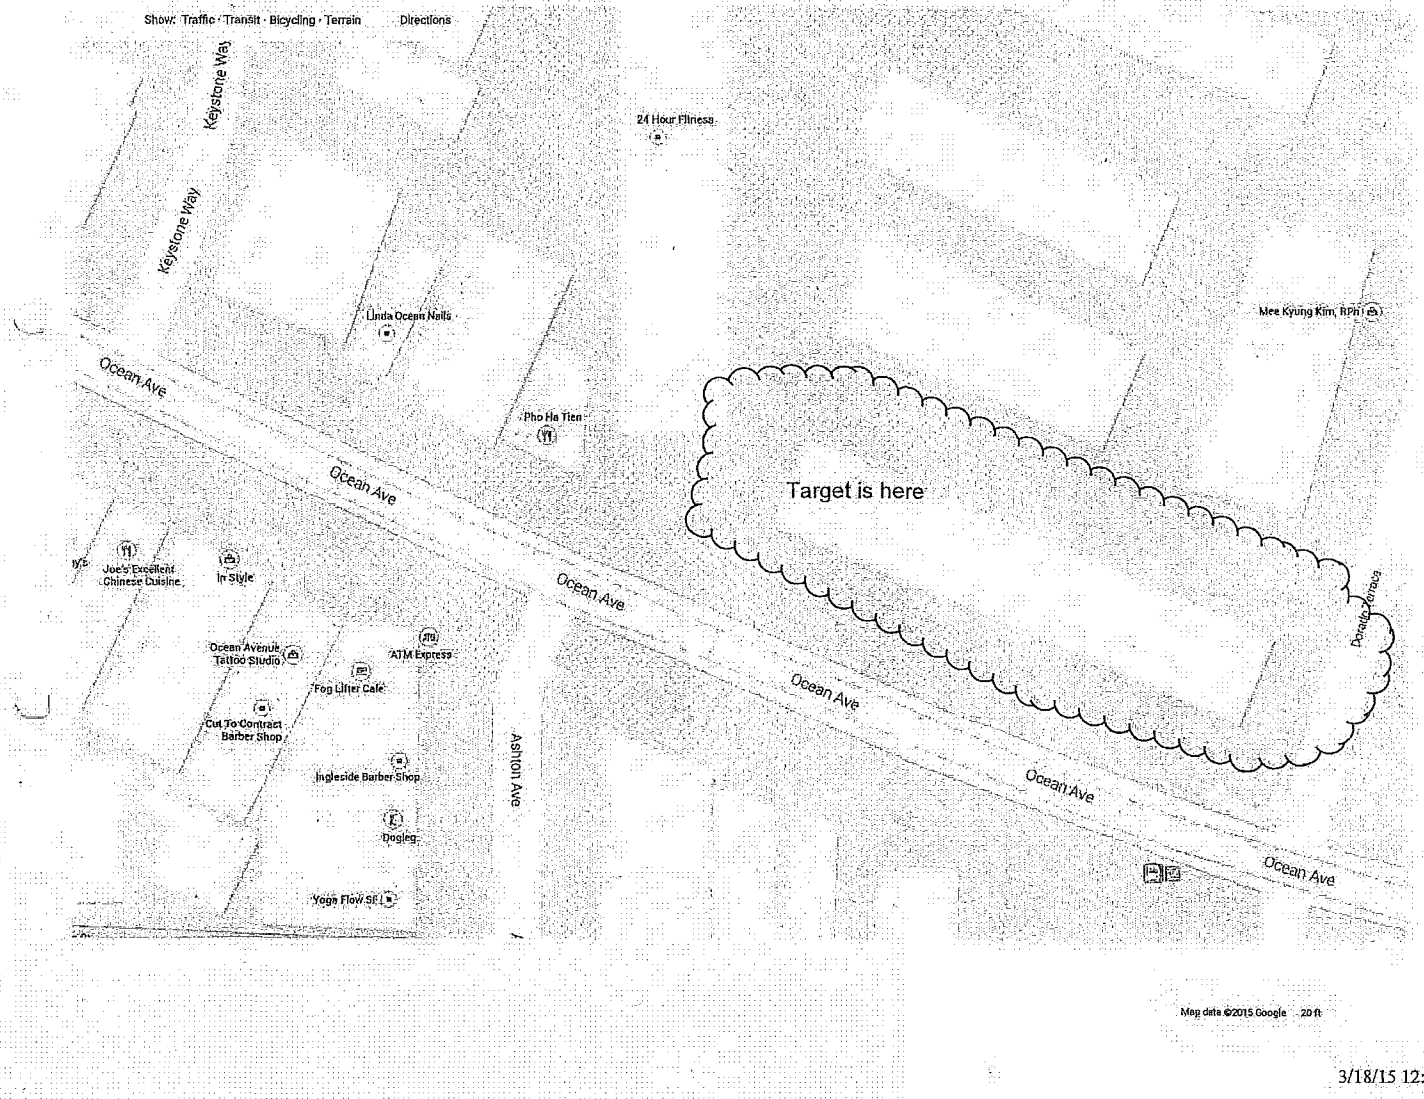 Show: Traffic · Transit · Bicycling · Terrain Directions
Keystone Way
Keystone Way
24 Hour Fitness
Linda Ocean Nails
Mee Kyung Kim, RPh
Ocean Ave
Pho Ha Tien
Ocean Ave
Target is here
Joe's Excellent
Chinese Cuisine
In Style
Ocean Ave
Ocean Avenue
Tattoo Studio
ATM Express
Fog Lifter Cafe
Cut To Contrast
Barber Shop
Ocean Ave
Ashton Ave
Ingleside Barber Shop
Ocean Ave
Dogleg
Ocean Ave
Yoga Flow SF
Map data ©2015 Google 20 ft
3/18/15 12: